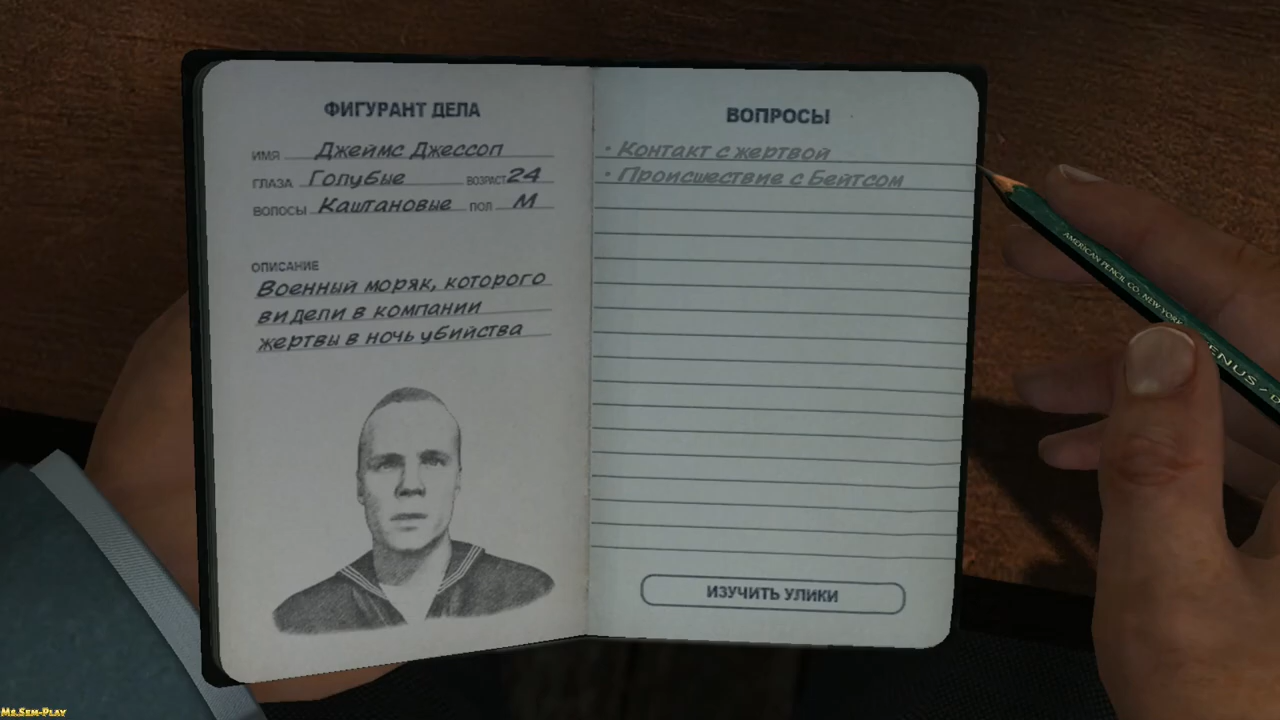 ФИГУРАНТ ДЕЛА
ИМЯ Джеймс Джессоп
ГЛАЗА Голубые ВОЗРАСТ 24
ВОЛОСЫ Каштановые ПОЛ М
ОПИСАНИЕ
Военный моряк, которого
видели в компании
жертвы в ночь убийства
ВОПРОСЫ
• Контакт с жертвой
• Происшествие с Бейтсом
ИЗУЧИТЬ УЛИКИ
AMERICAN PENCIL CO. NEW YORK
ENUS / D
Ms.Sem-Play